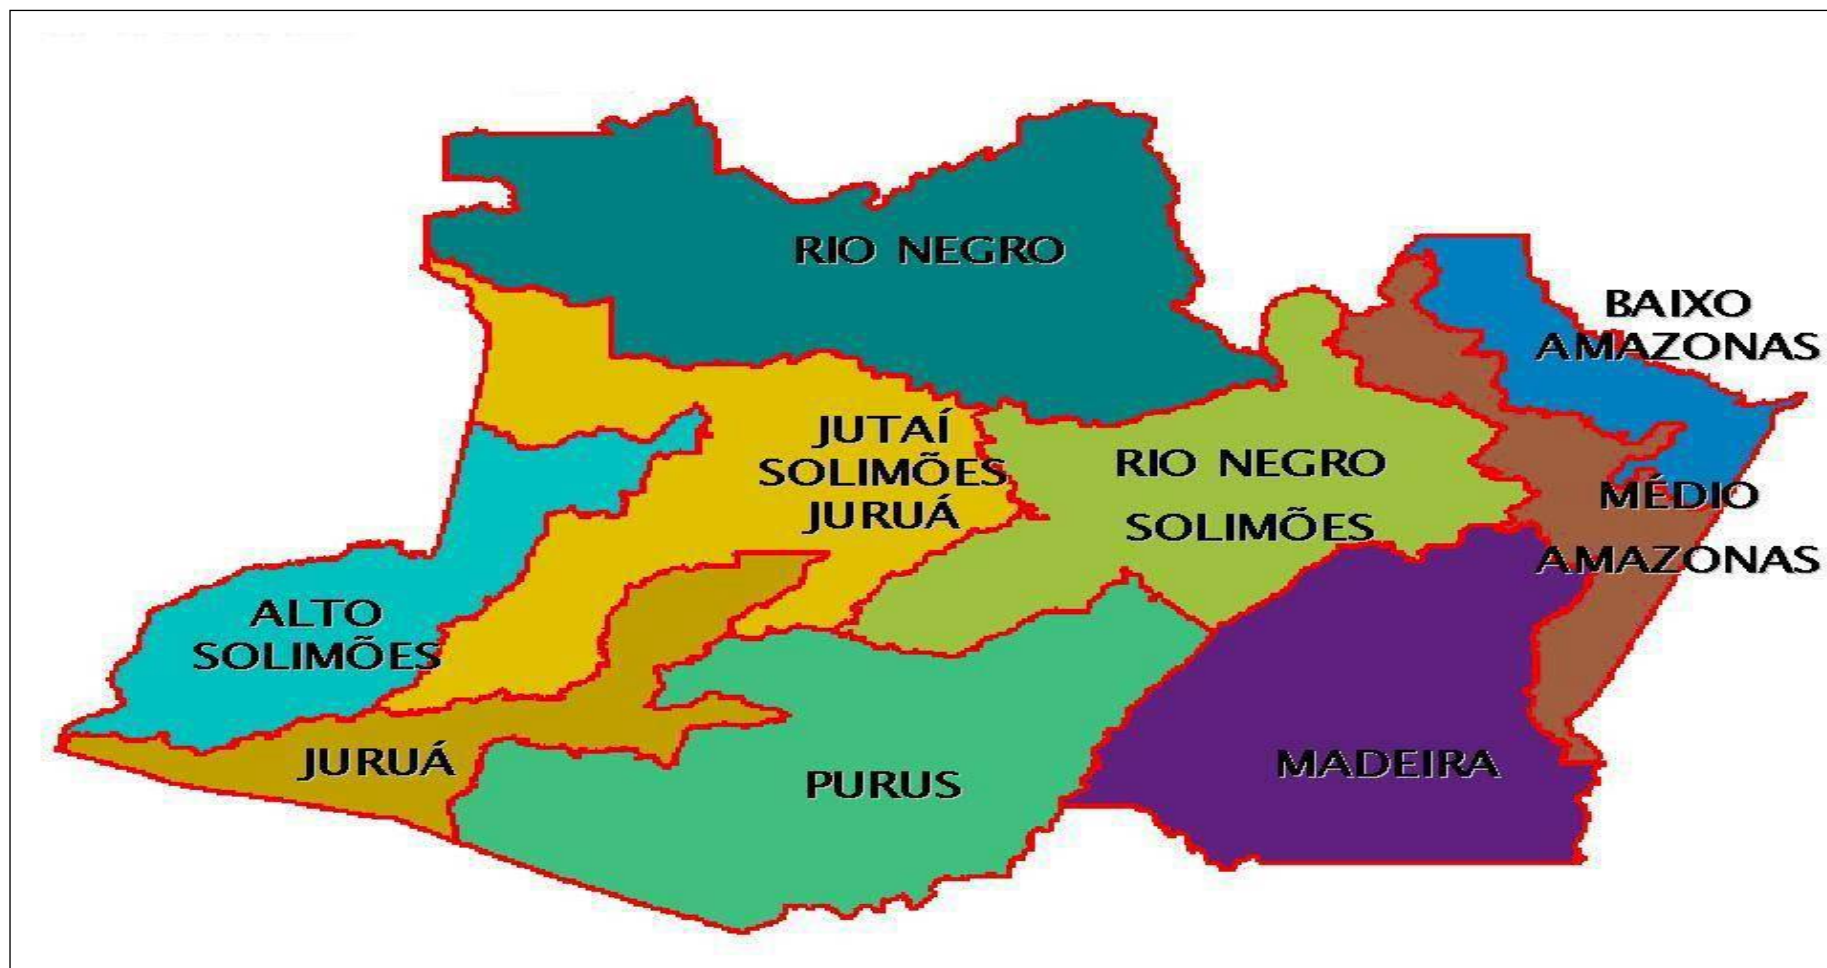 RIO NEGRO
BAIXO
AMAZONAS
JUTAÍ
SOLIMÕES
JURUÁ
RIO NEGRO
SOLIMÕES
MÉDIO
AMAZONAS
ALTO
SOLIMÕES
JURUÁ
PURUS
MADEIRA